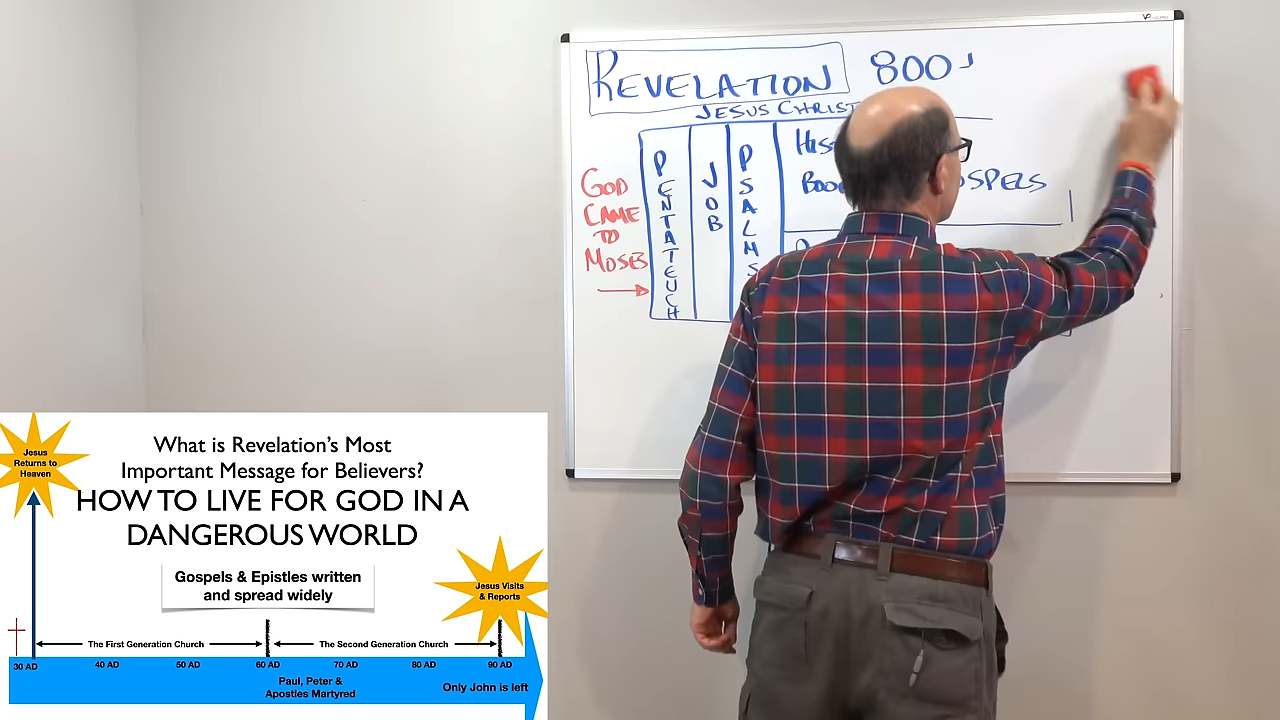 REVELATION 800
JESUS CHRIST
GOD
CAME
TO
MOSES
PENTATEUCH
JOB
PSALMS
What is Revelation's Most
Important Message for Believers?
HOW TO LIVE FOR GOD IN A
DANGEROUS WORLD
Jesus
Returns to
Heaven
Gospels & Epistles written
and spread widely
Jesus Visits
& Reports
The First Generation Church
The Second Generation Church
30 AD 40 AD 50 AD 60 AD 70 AD 80 AD 90 AD
Paul, Peter &
Apostles Martyred
Only John is left